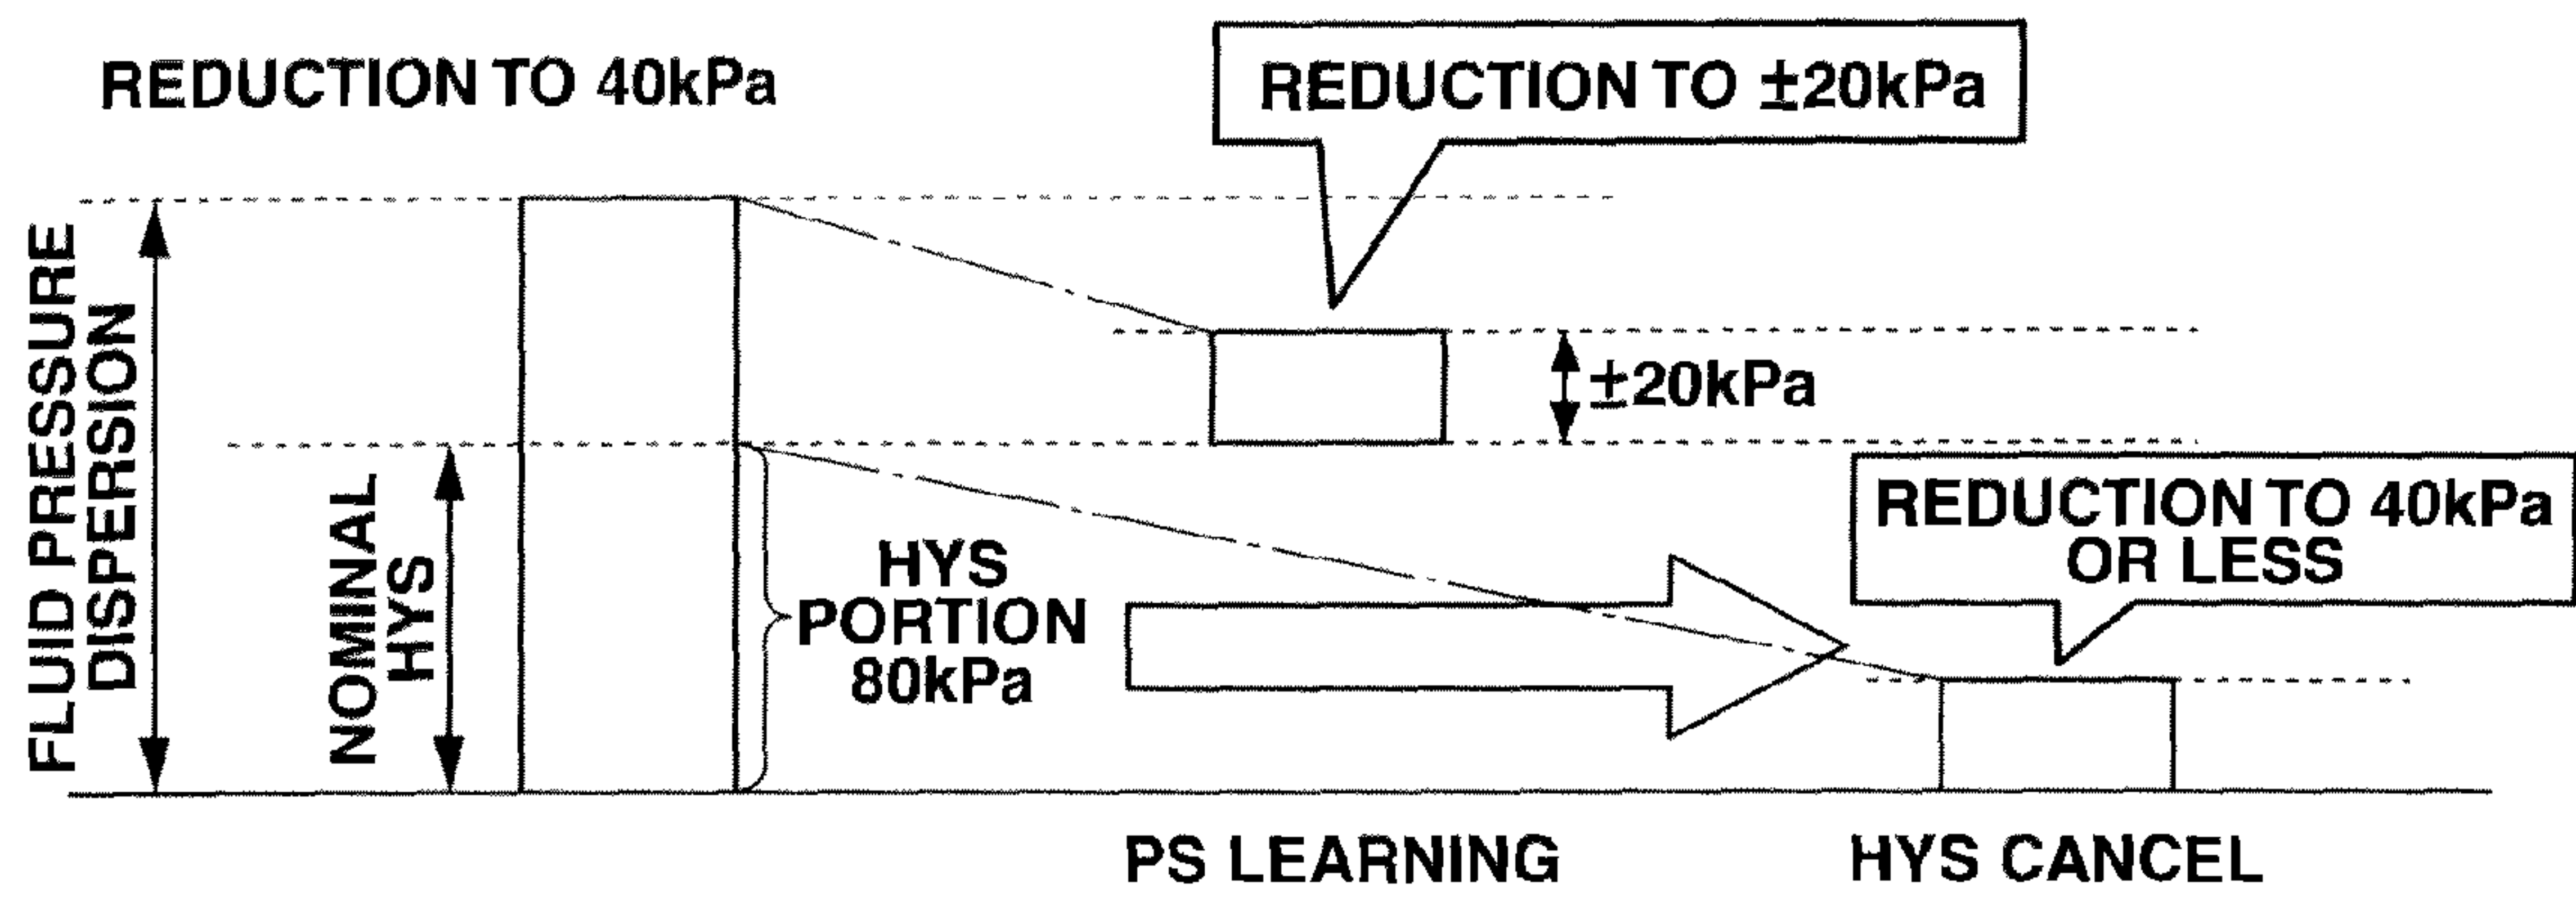 REDUCTION TO 40kPa
REDUCTION TO ±20kPa
FLUID PRESSURE
DISPERSION
±20kPa
NOMINAL
HYS
HYS
PORTION
80kPa
REDUCTION TO 40kPa
OR LESS
PS LEARNING
HYS CANCEL